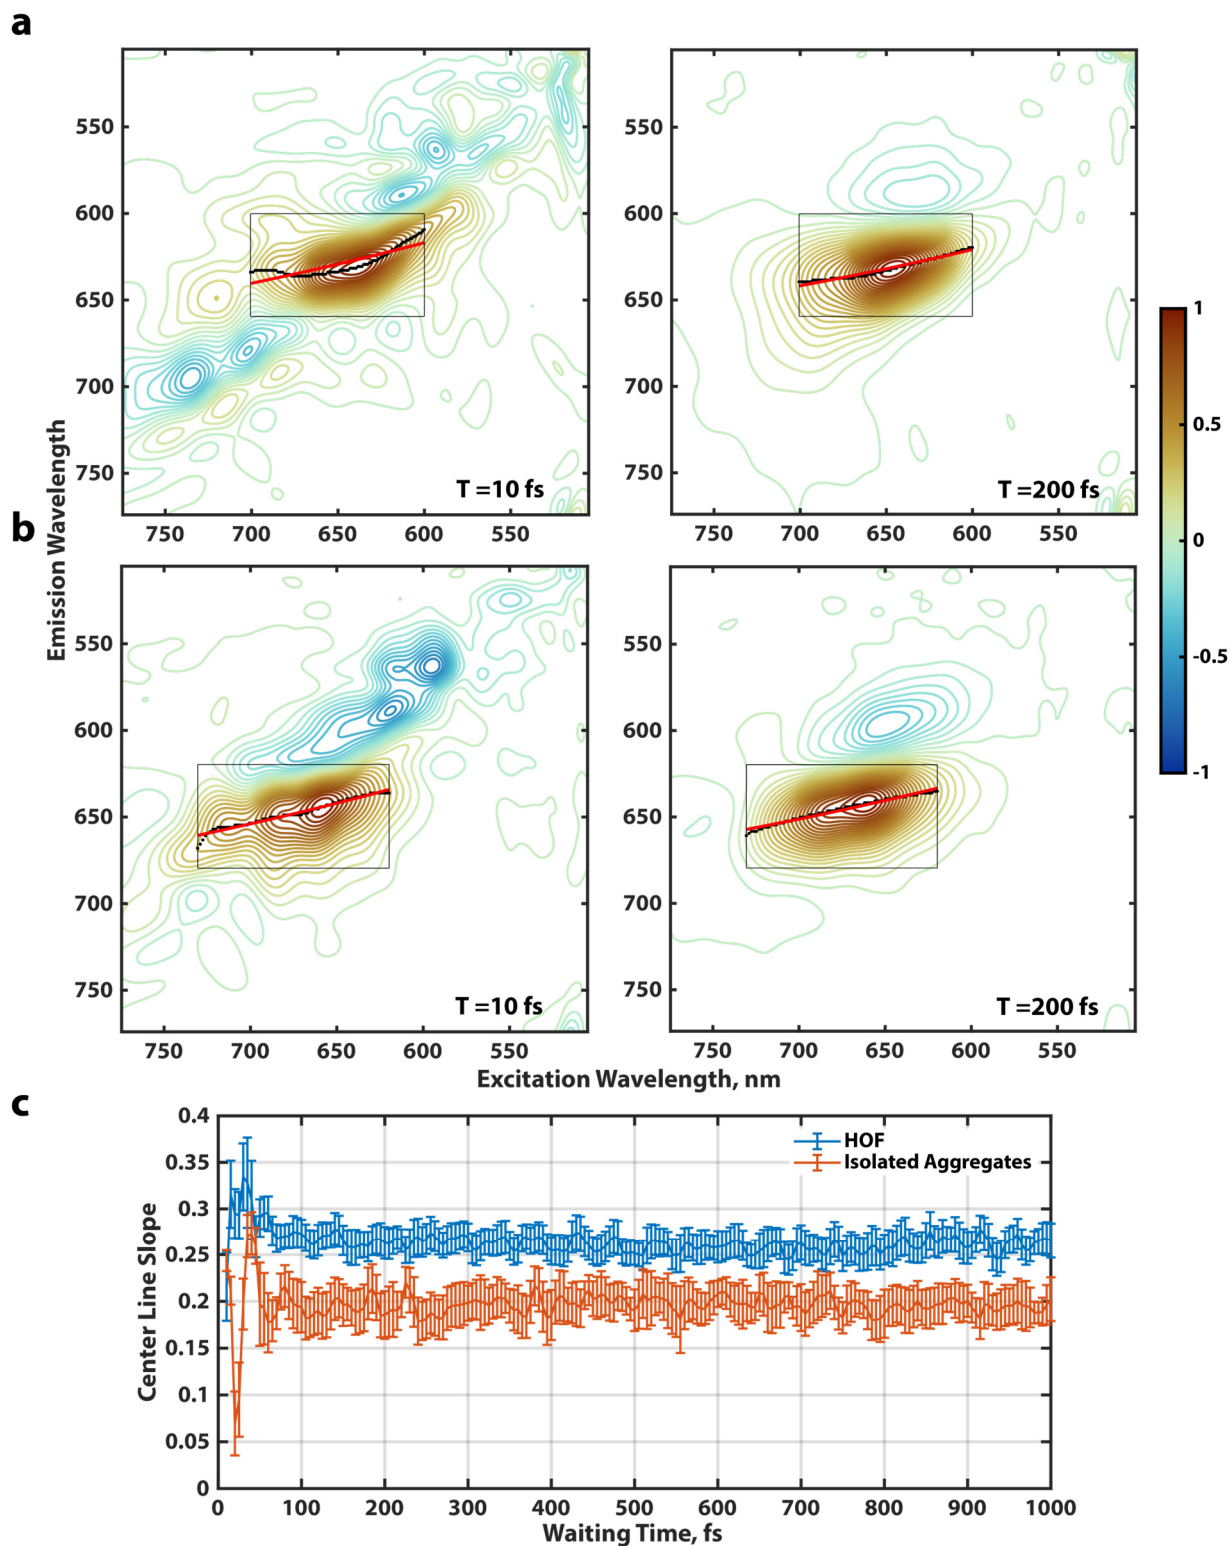 a
550
600
650
700
750
T =10 fs
750 700 650 600 550
550
600
650
700
750
T =200 fs
750 700 650 600 550
1
0.5
0
-0.5
-1
Emission Wavelength
b
550
600
650
700
750
T =10 fs
750 700 650 600 550
550
600
650
700
750
T =200 fs
750 700 650 600 550
Excitation Wavelength, nm
c
0.4
0.35
0.3
0.25
0.2
0.15
0.1
0.05
0
Center Line Slope
HOF
Isolated Aggregates
0 100 200 300 400 500 600 700 800 900 1000
Waiting Time, fs